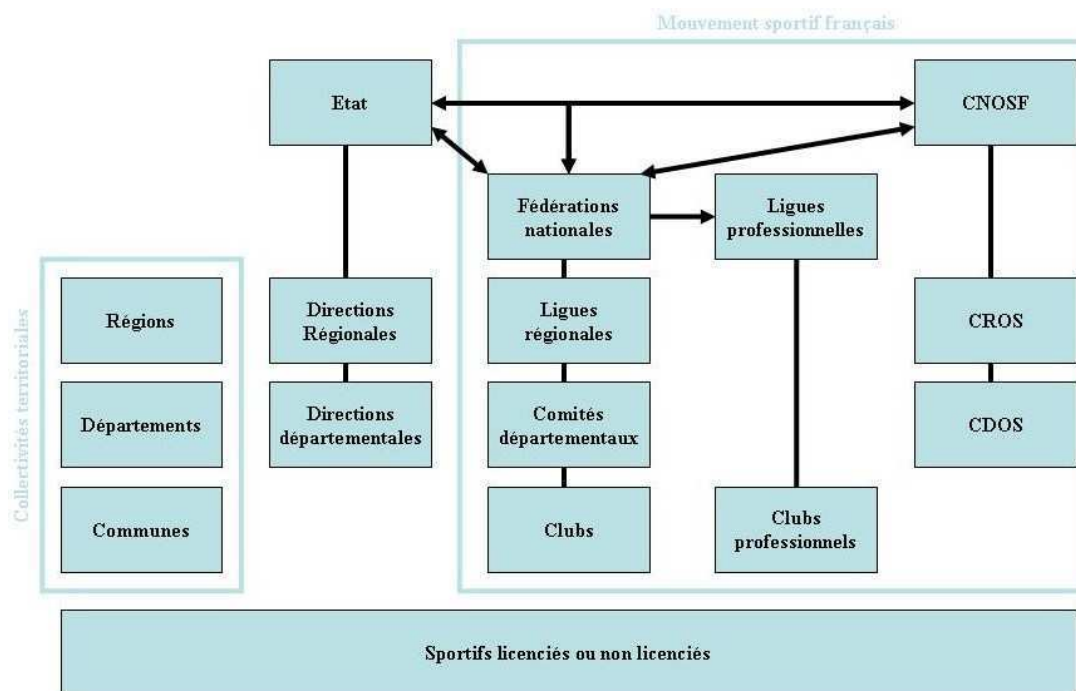 Mouvement sportif français
Etat
CNOSF
Fédérations
nationales
Ligues
professionnelles
Collectivités territoriales
Régions
Directions
Régionales
Ligues
régionales
CROS
Départements
Directions
départementales
Comités
départementaux
CDOS
Communes
Clubs
Clubs
professionnels
Sportifs licenciés ou non licenciés